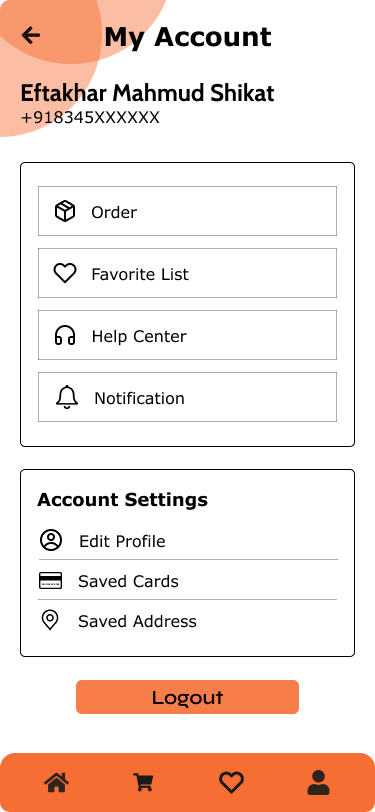 My Account
Eftakhar Mahmud Shikat
+918345XXXXXX
Order
Favorite List
Help Center
Notification
Account Settings
Edit Profile
Saved Cards
Saved Address
Logout